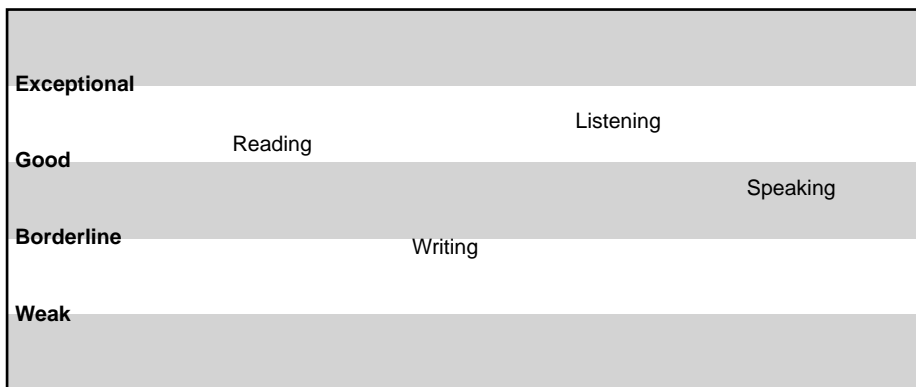 Exceptional
Listening
Reading
Good
Speaking
Borderline
Writing
Weak